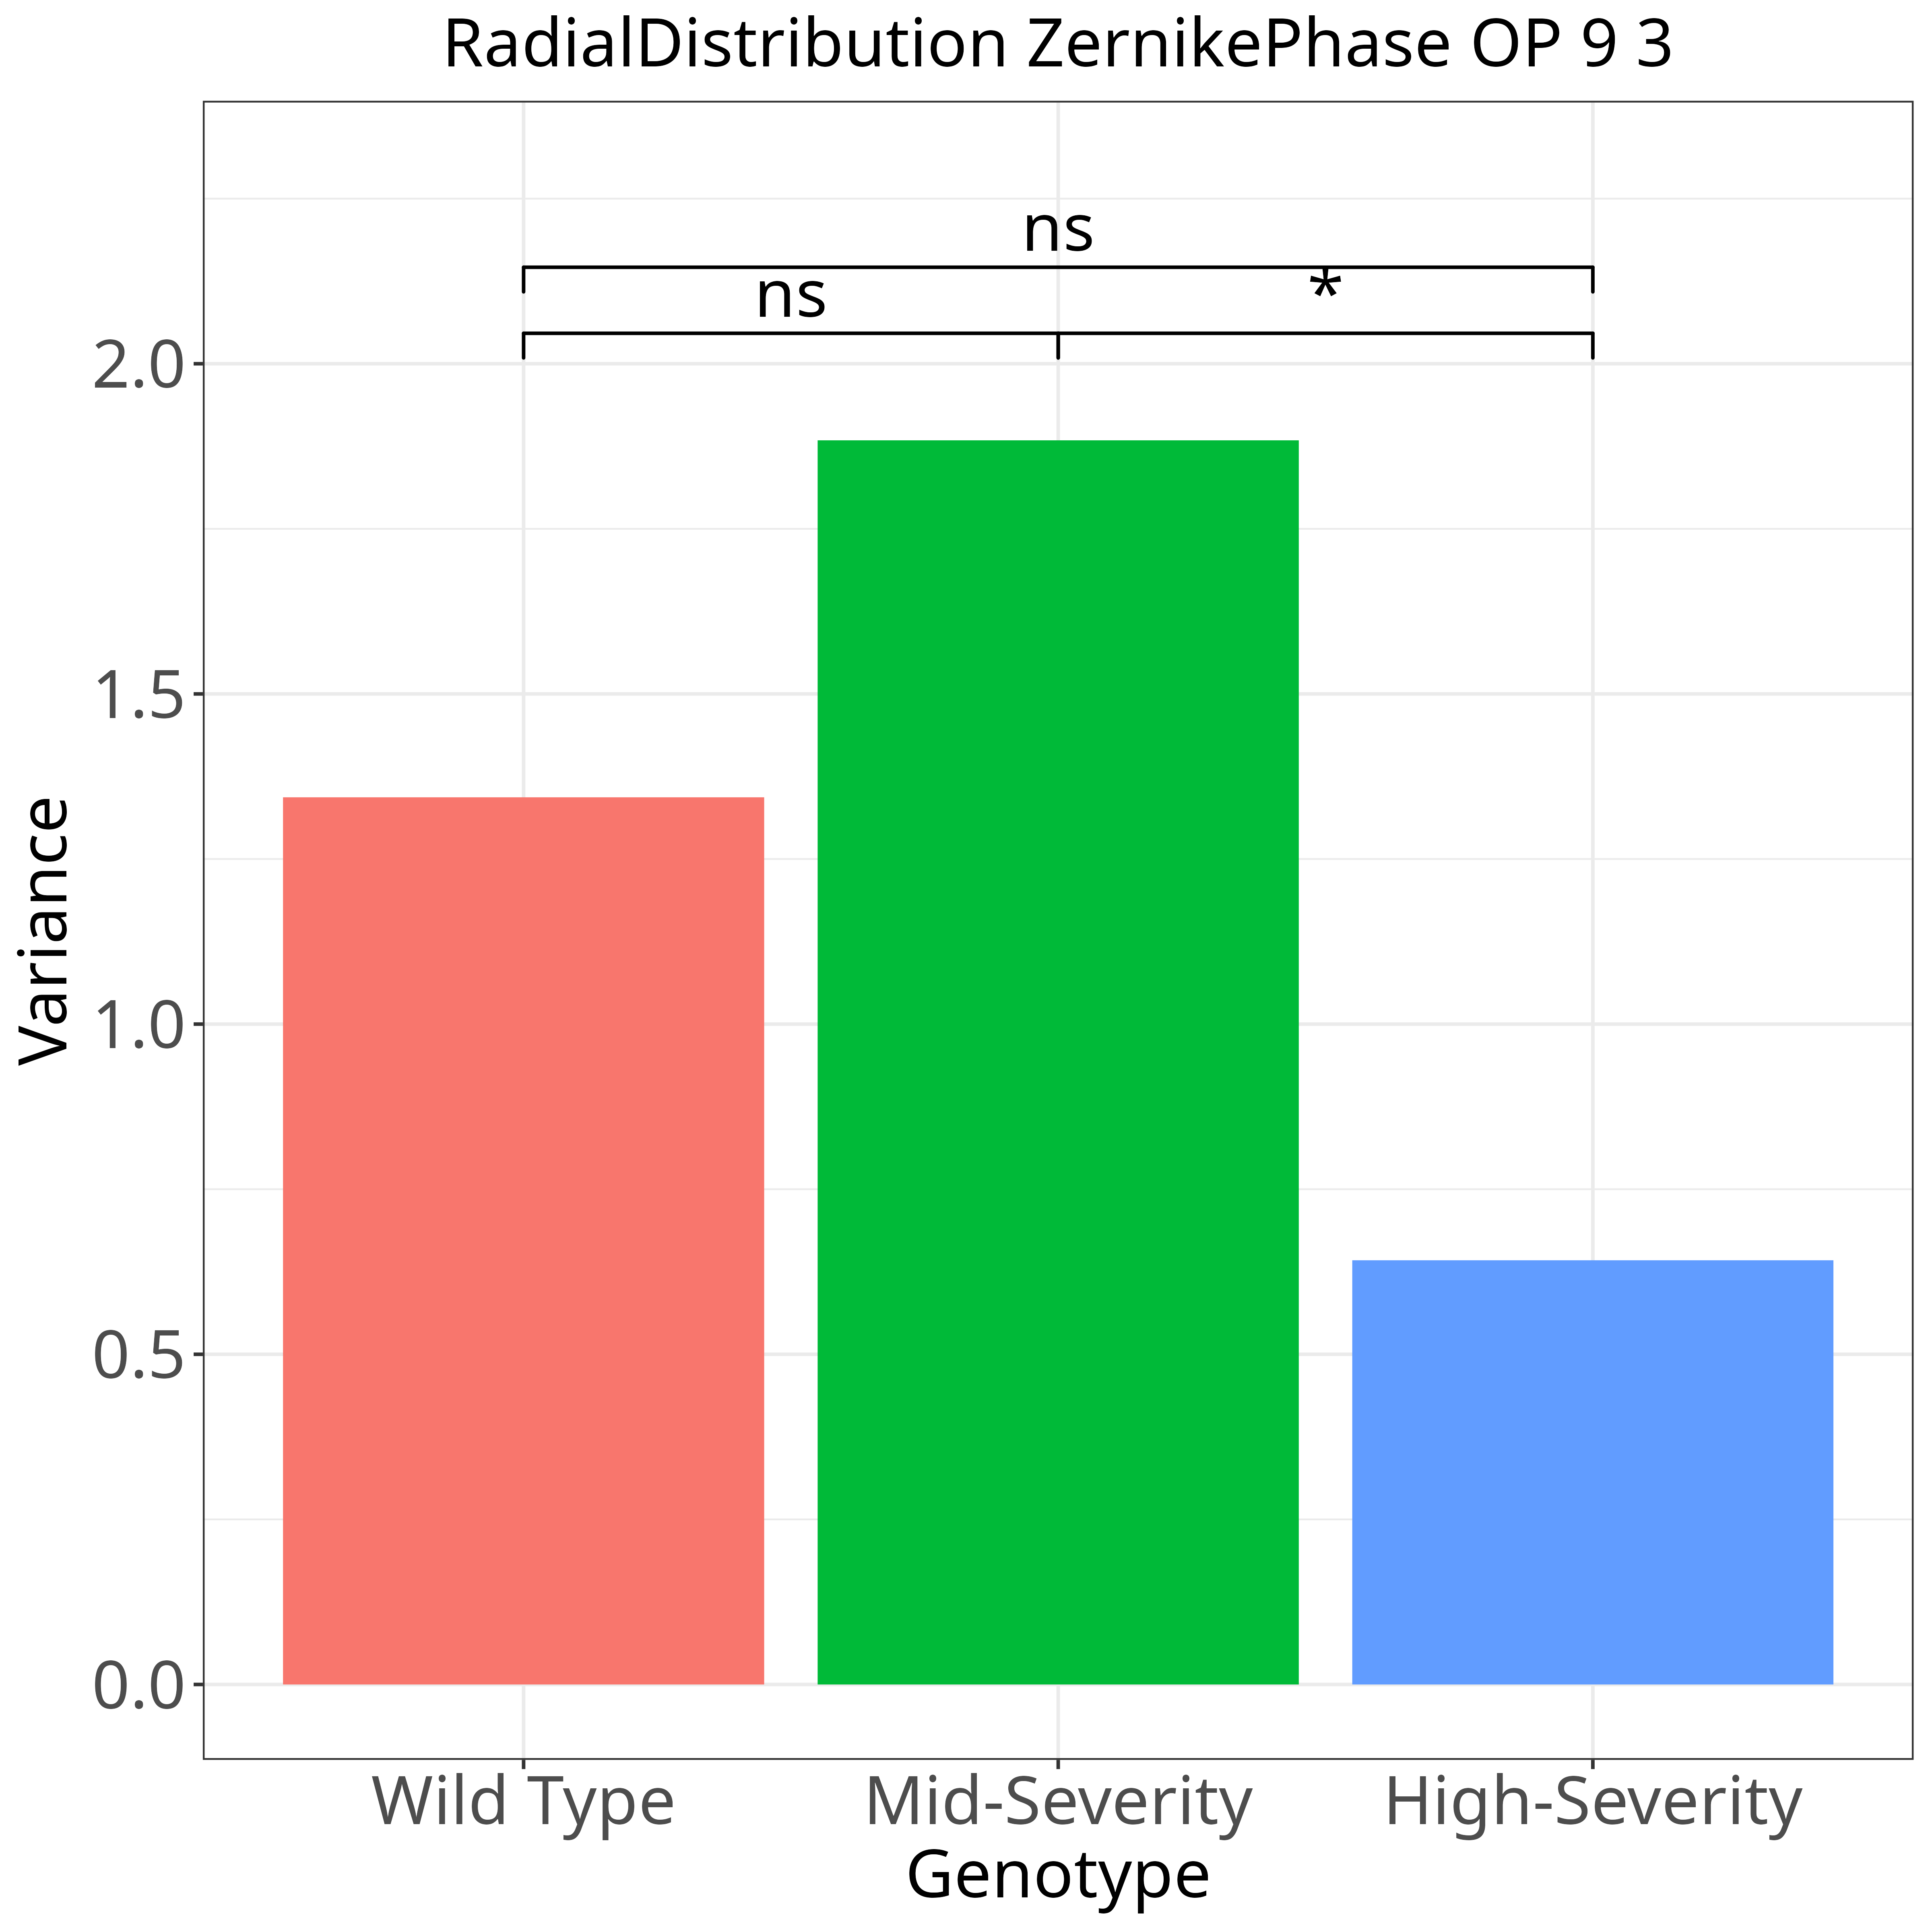 RadialDistribution ZernikePhase OP 9 3
ns
ns *
2.0
1.5
1.0
0.5
0.0
Variance
Wild Type Mid-Severity High-Severity
Genotype